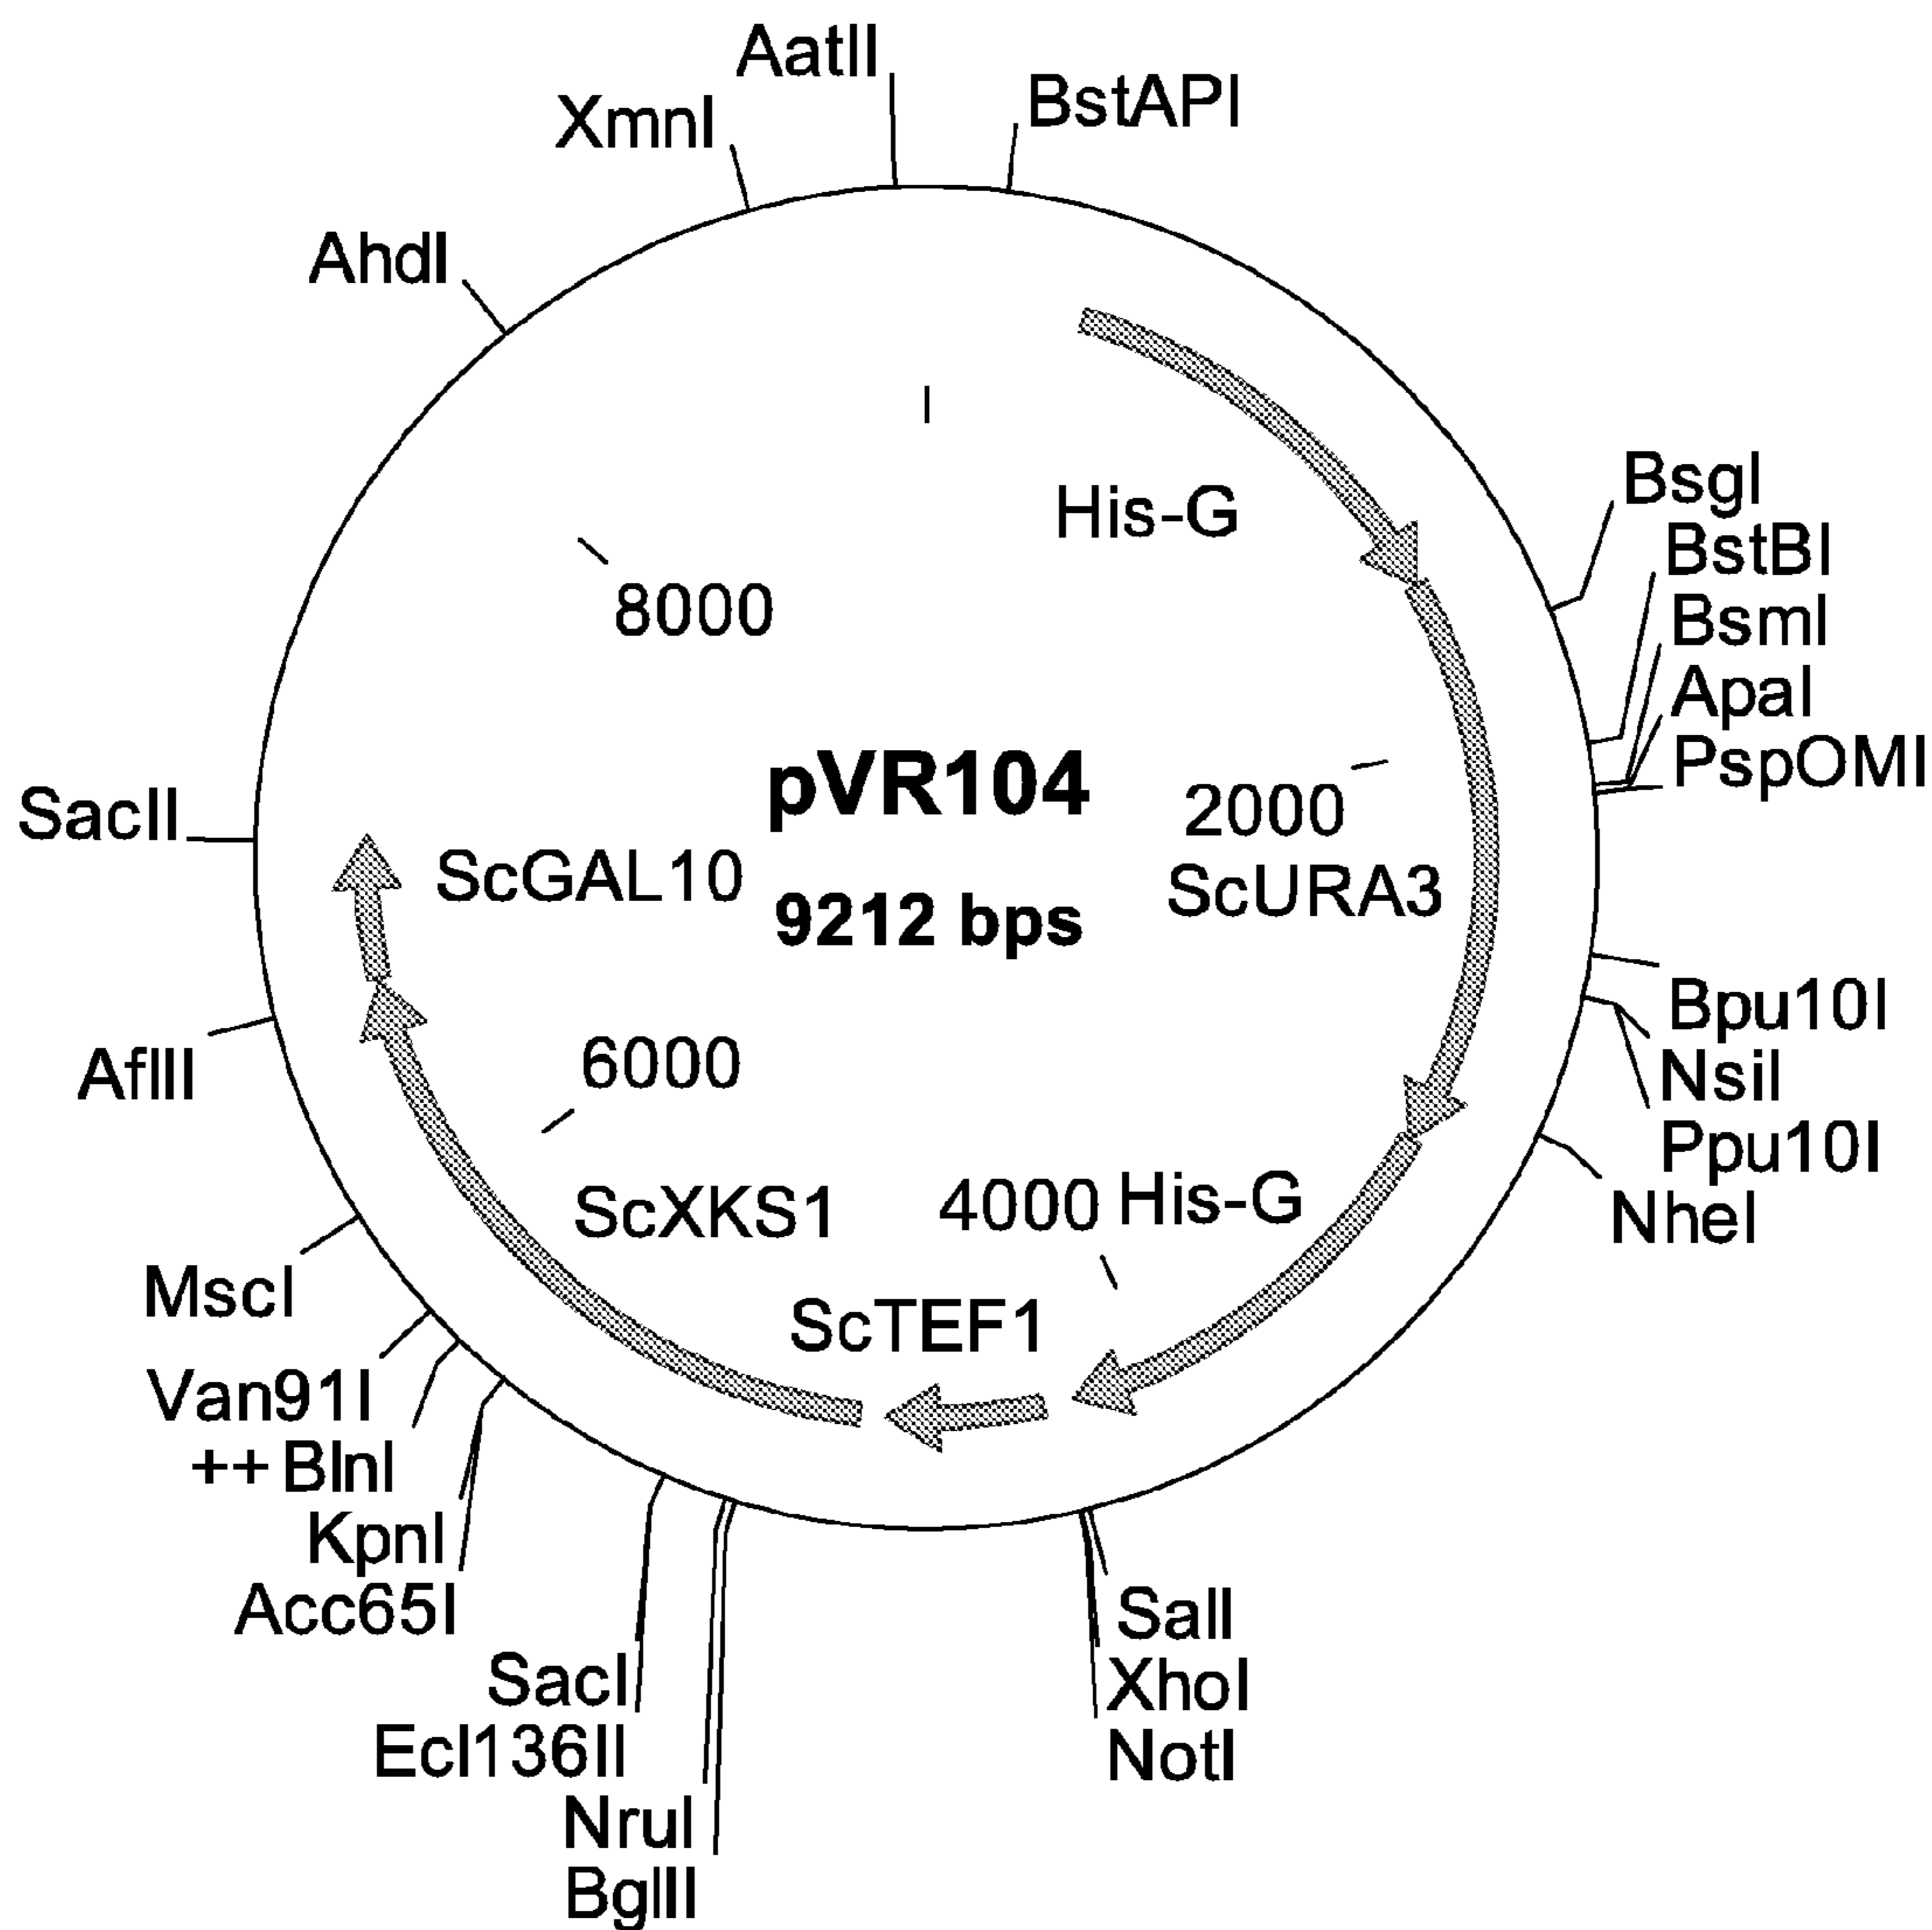 AatII
BstAPI
XmnI
AhdI
BsgI
His-G
BstBI
8000
BsmI
ApaI
pVR104
PspOMI
2000
SacII
ScGAL10
ScURA3
9212 bps
Bpu10I
6000
AflII
NsiI
Ppu10I
4000 His-G
ScXKS1
NheI
MscI
ScTEF1
Van91I
++ BlnI
KpnI
Acc65I
SalI
SacI
XhoI
Ecl136II
NotI
NruI
BglII